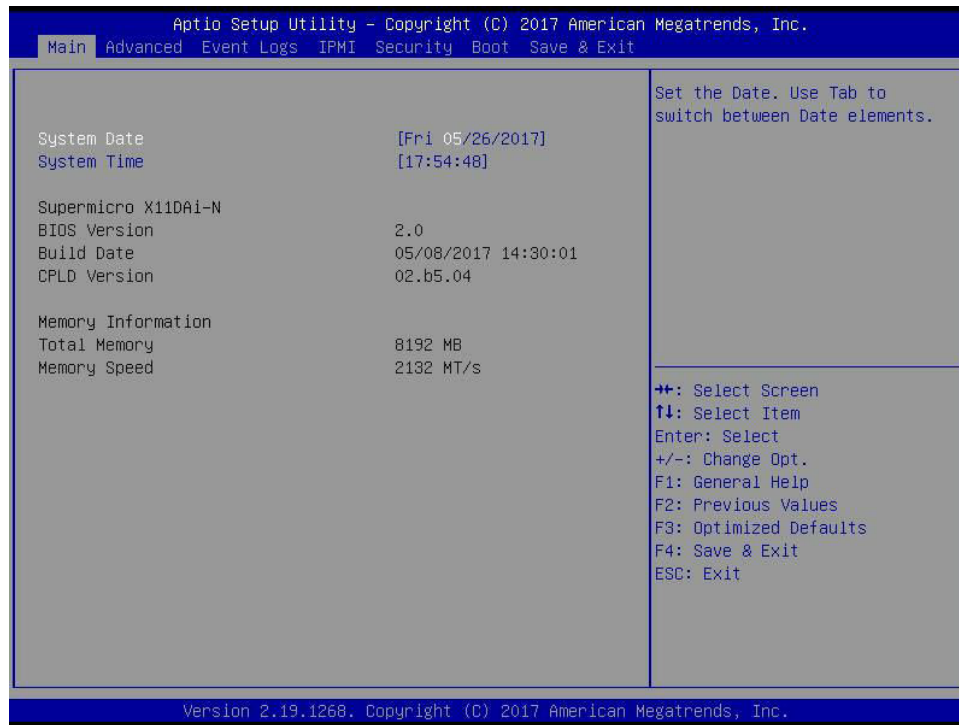 Aptio Setup Utility – Copyright (C) 2017 American Megatrends, Inc.
Main Advanced Event Logs IPMI Security Boot Save & Exit
System Date [Fri 05/26/2017]
System Time [17:54:48]
Supermicro X11DAi-N
BIOS Version 2.0
Build Date 05/08/2017 14:30:01
CPLD Version 02.b5.04
Memory Information
Total Memory 8192 MB
Memory Speed 2132 MT/s
Set the Date. Use Tab to
switch between Date elements.
→←: Select Screen
↑↓: Select Item
Enter: Select
+/-: Change Opt.
F1: General Help
F2: Previous Values
F3: Optimized Defaults
F4: Save & Exit
ESC: Exit
Version 2.19.1268. Copyright (C) 2017 American Megatrends, Inc.